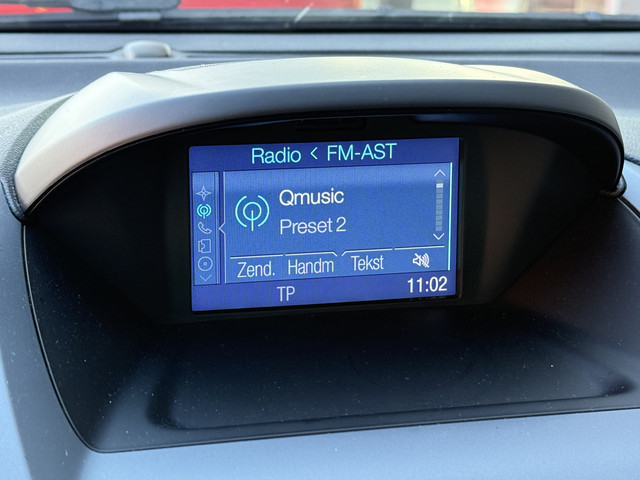 Radio < FM-AST
Qmusic
Preset 2
Zend. Handm Tekst
TP 11:02